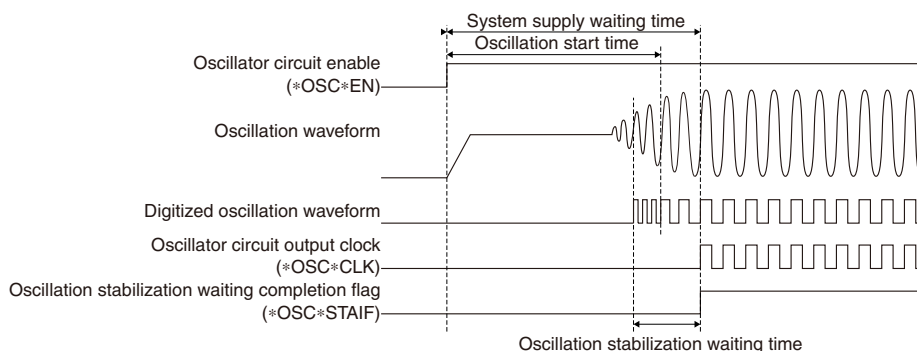 System supply waiting time
Oscillation start time
Oscillator circuit enable
(*OSC*EN)
Oscillation waveform
Digitized oscillation waveform
Oscillator circuit output clock
(*OSC*CLK)
Oscillation stabilization waiting completion flag
(*OSC*STAIF)
Oscillation stabilization waiting time